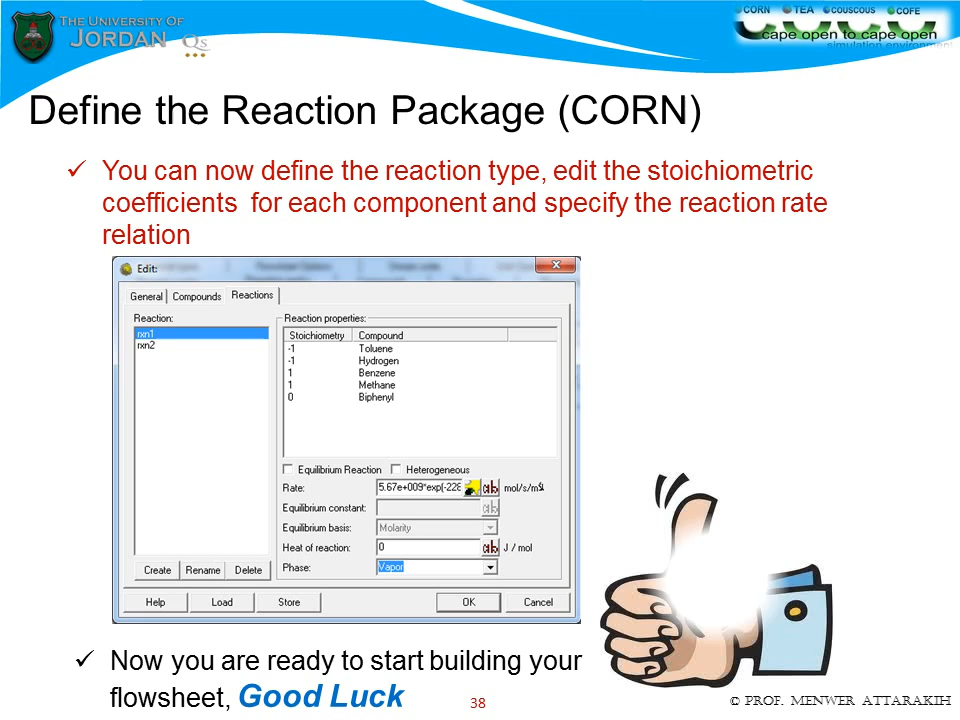 THE UNIVERSITY OF
JORDAN
QS
CORN TEA COUSCOUS COFE
cape open to cape open
simulation environment
Define the Reaction Package (CORN)
You can now define the reaction type, edit the stoichiometric
coefficients for each component and specify the reaction rate
relation
Edit:
General Compounds Reactions
Reaction:
rxn1
rxn2
Reaction properties:
Stoichiometry Compound
-1 Toluene
-1 Hydrogen
1 Benzene
1 Methane
0 Biphenyl
Equilibrium Reaction Heterogeneous
Rate: 5.67e+009*exp(-228 mol/s/m³
Equilibrium constant:
Equilibrium basis: Molarity
Heat of reaction: 0 J / mol
Phase: Vapor
Create Rename Delete
Help Load Store OK Cancel
Now you are ready to start building your
flowsheet, Good Luck
38
© PROF. MENWER ATTARAKIH